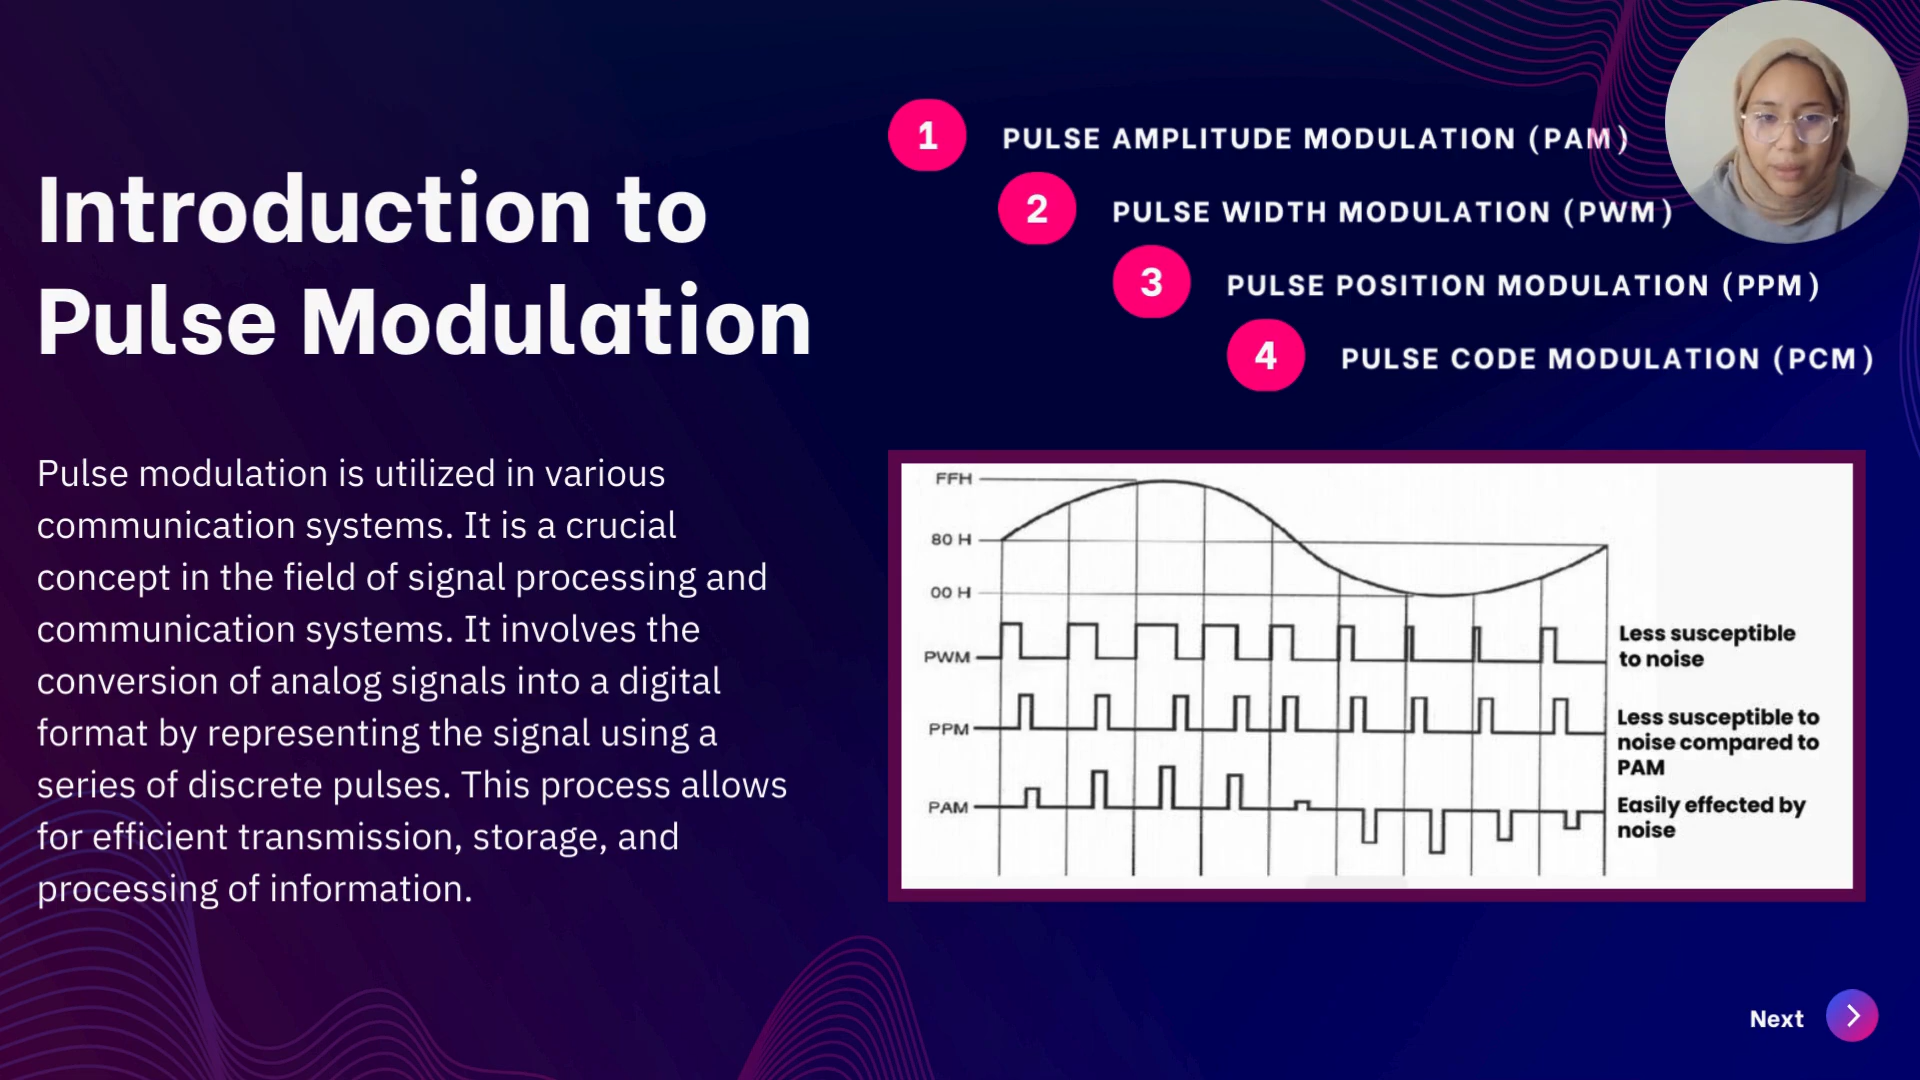 Introduction to
Pulse Modulation
Pulse modulation is utilized in various
communication systems. It is a crucial
concept in the field of signal processing and
communication systems. It involves the
conversion of analog signals into a digital
format by representing the signal using a
series of discrete pulses. This process allows
for efficient transmission, storage, and
processing of information.
1 PULSE AMPLITUDE MODULATION (PAM)
2 PULSE WIDTH MODULATION (PWM)
3 PULSE POSITION MODULATION (PPM)
4 PULSE CODE MODULATION (PCM)
FFH
80 H
00 H
PWM
Less susceptible
to noise
PPM
Less susceptible to
noise compared to
PAM
PAM
Easily effected by
noise
Next